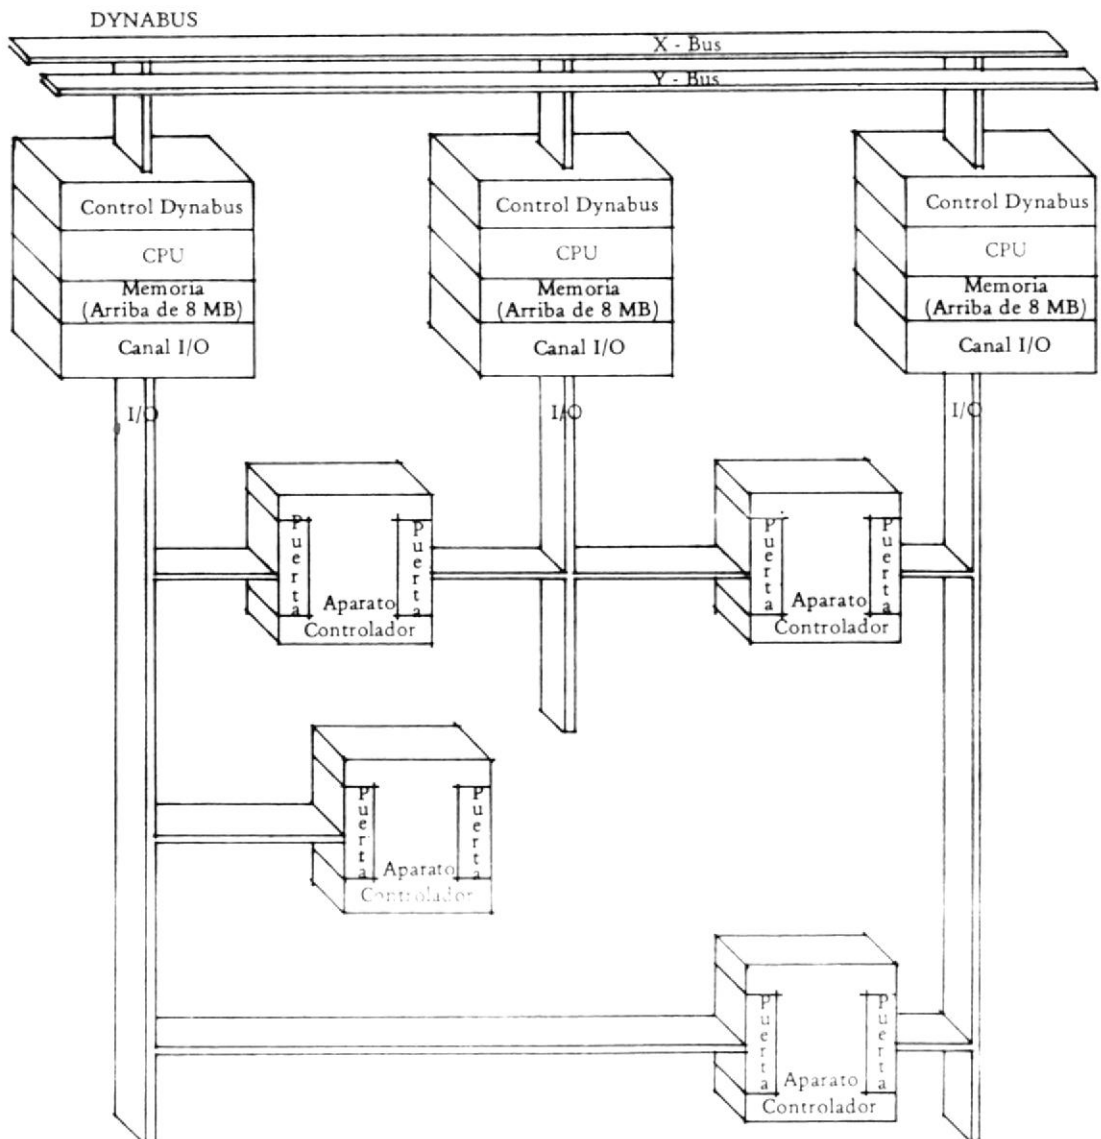 DYNABUS
X - Bus
Y - Bus
Control Dynabus
CPU
Memoria
(Arriba de 8 MB)
Canal I/O
I/O
Control Dynabus
CPU
Memoria
(Arriba de 8 MB)
Canal I/O
I/O
Control Dynabus
CPU
Memoria
(Arriba de 8 MB)
Canal I/O
I/O
Puerta
Puerta
Aparato
Controlador
Puerta
Puerta
Aparato
Controlador
Puerta
Puerta
Aparato
Controlador
Puerta
Puerta
Aparato
Controlador